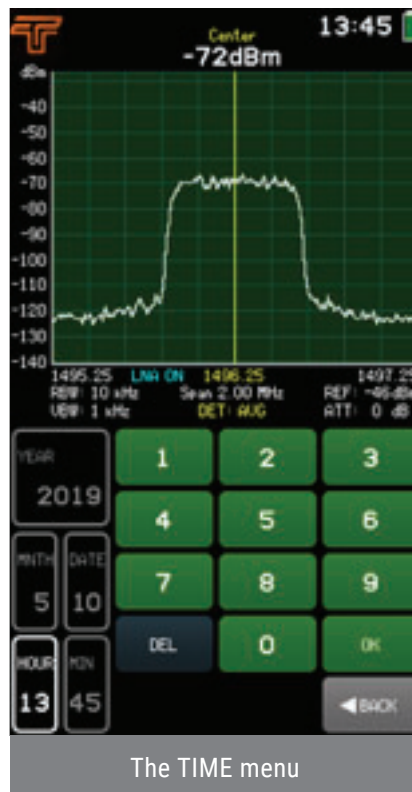 Center 13:45
-72dBm
dBm
-40
-50
-60
-70
-80
-90
-100
-110
-120
-130
-140
1495.25 LNA ON 1496.25 1497.25
RBW: 10 kHz Span 2.00 MHz REF: -46dBm
VBW: 1 kHz DET: AVG ATT: 0 dB
YEAR 1 2 3
2019
4 5 6
MNTH DATE
7 8 9
5 10
DEL 0 OK
HOUR MIN
13 45 ◀BACK
The TIME menu